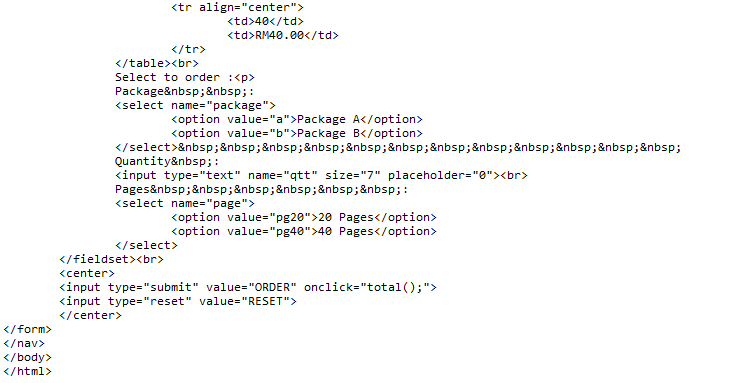 <tr align="center">
<td>40</td>
<td>RM40.00</td>
</tr>
</table><br>
Select to order :<p>
Package&nbsp;&nbsp;:
<select name="package">
<option value="a">Package A</option>
<option value="b">Package B</option>
</select>&nbsp;&nbsp;&nbsp;&nbsp;&nbsp;&nbsp;&nbsp;&nbsp;&nbsp;&nbsp;&nbsp;&nbsp;
Quantity&nbsp;:
<input type="text" name="qtt" size="7" placeholder="0"><br>
Pages&nbsp;&nbsp;&nbsp;&nbsp;&nbsp;&nbsp;:
<select name="page">
<option value="pg20">20 Pages</option>
<option value="pg40">40 Pages</option>
</select>
</fieldset><br>
<center>
<input type="submit" value="ORDER" onclick="total();">
<input type="reset" value="RESET">
</center>
</form>
</nav>
</body>
</html>